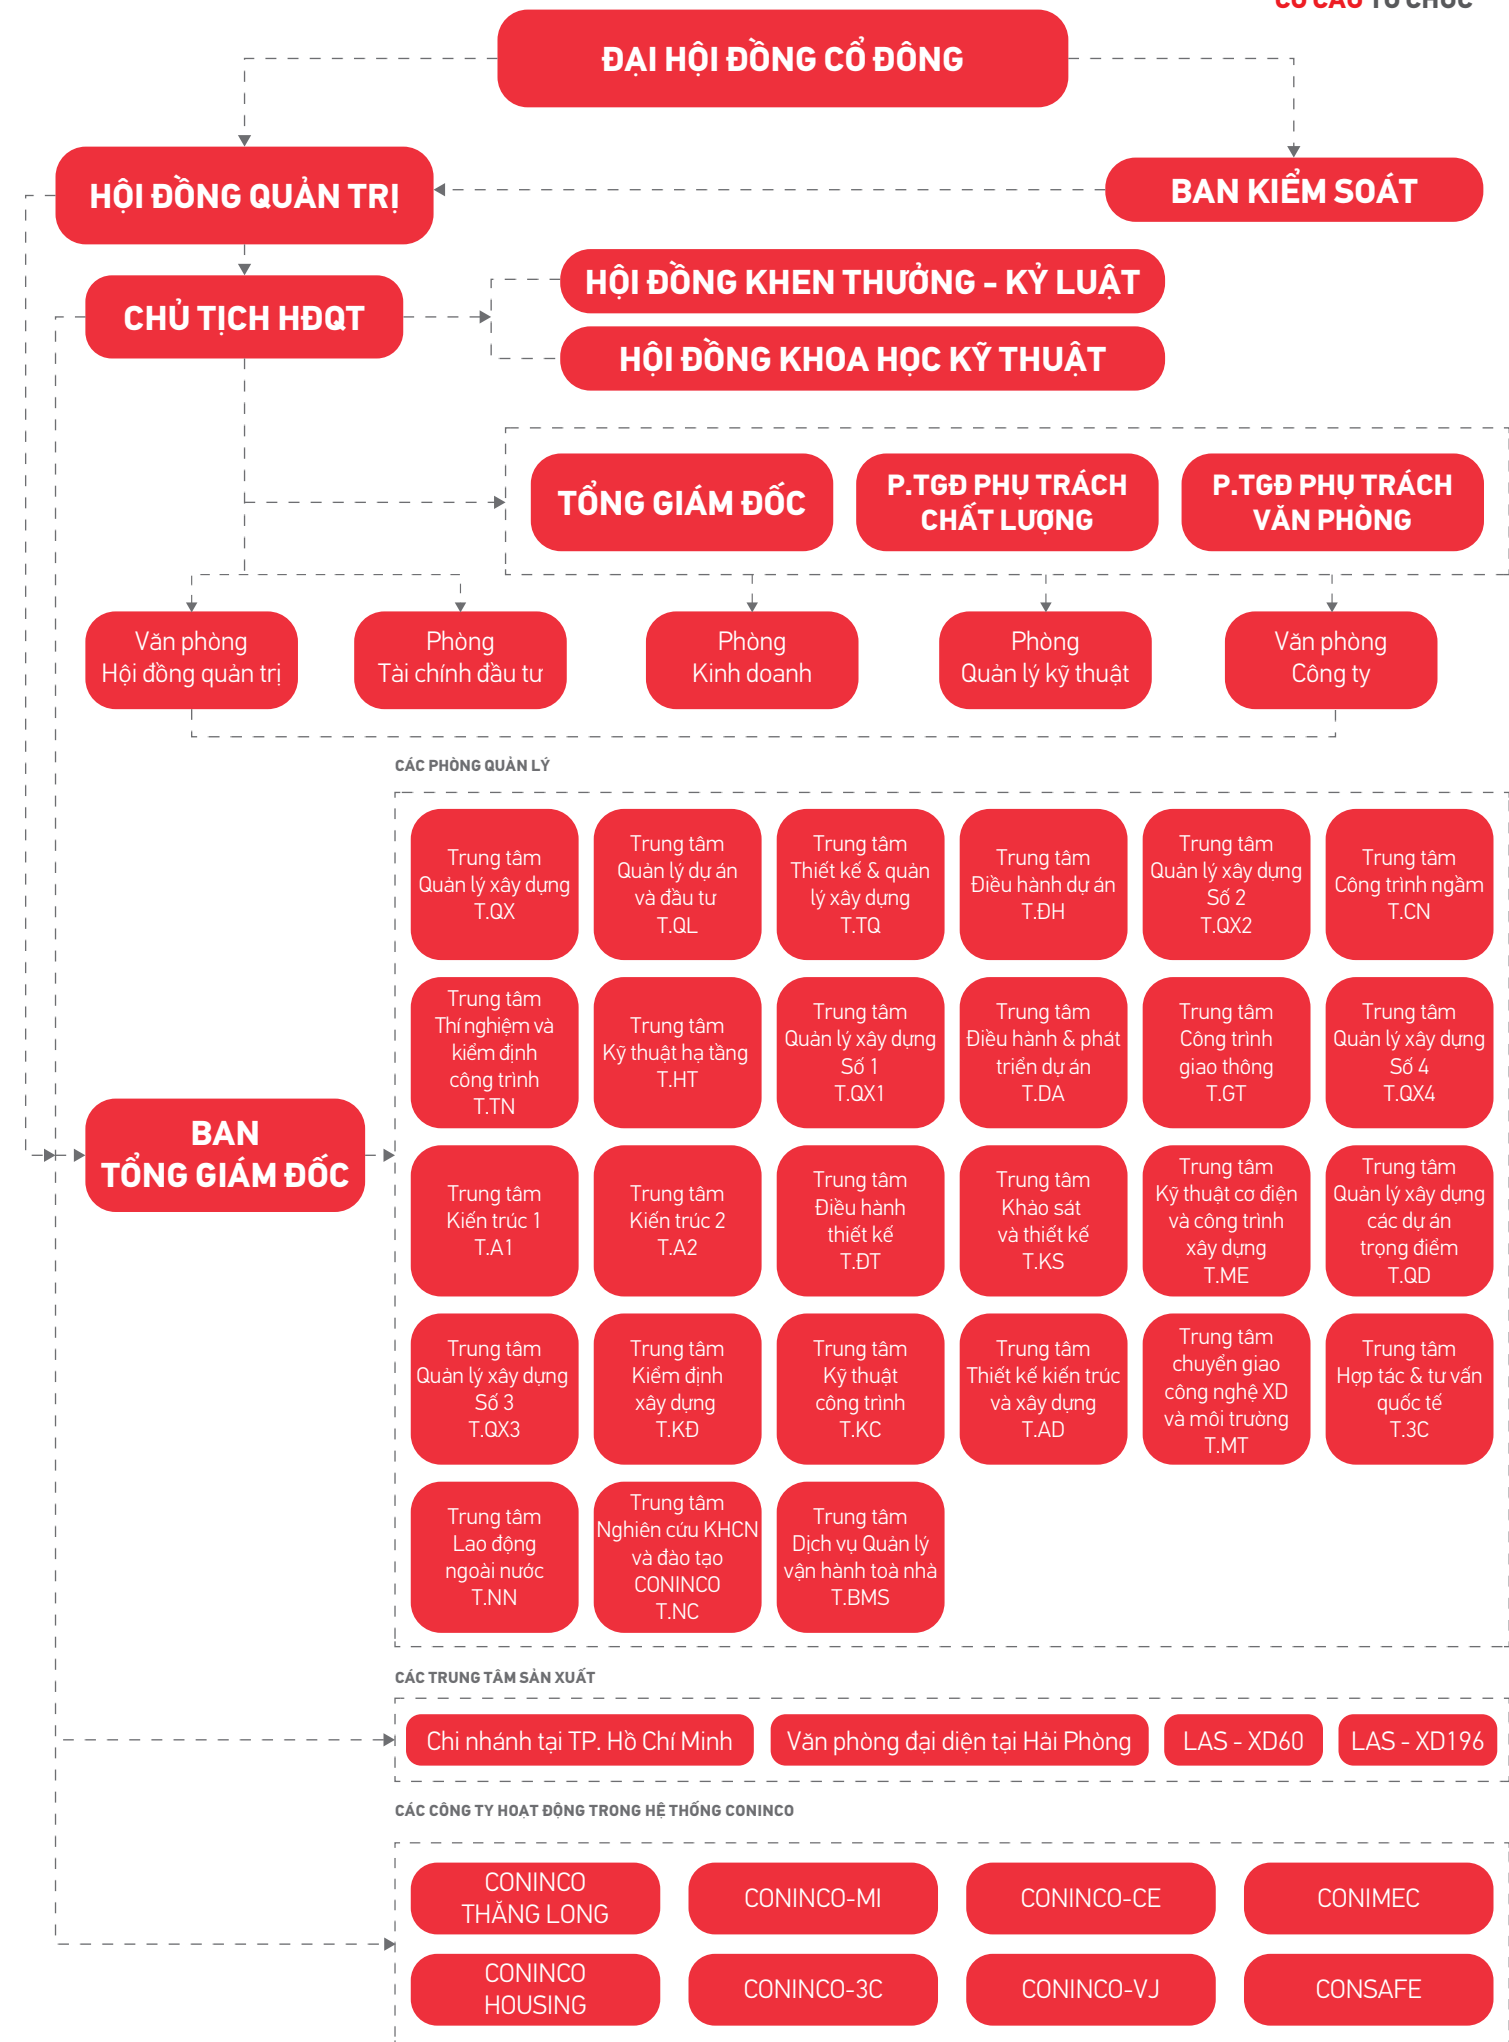 CƠ CẤU TỔ CHỨC
ĐẠI HỘI ĐỒNG CỔ ĐÔNG
HỘI ĐỒNG QUẢN TRỊ
BAN KIỂM SOÁT
HỘI ĐỒNG KHEN THƯỞNG - KỶ LUẬT
CHỦ TỊCH HĐQT
HỘI ĐỒNG KHOA HỌC KỸ THUẬT
TỔNG GIÁM ĐỐC
P.TGĐ PHỤ TRÁCH
CHẤT LƯỢNG
P.TGĐ PHỤ TRÁCH
VĂN PHÒNG
Văn phòng
Hội đồng quản trị
Phòng
Tài chính đầu tư
Phòng
Kinh doanh
Phòng
Quản lý kỹ thuật
Văn phòng
Công ty
CÁC PHÒNG QUẢN LÝ
Trung tâm
Quản lý xây dựng
T.QX
Trung tâm
Quản lý dự án
và đầu tư
T.QL
Trung tâm
Thiết kế & quản
lý xây dựng
T.TQ
Trung tâm
Điều hành dự án
T.ĐH
Trung tâm
Quản lý xây dựng
Số 2
T.QX2
Trung tâm
Công trình ngầm
T.CN
Trung tâm
Thí nghiệm và
kiểm định
công trình
T.TN
Trung tâm
Kỹ thuật hạ tầng
T.HT
Trung tâm
Quản lý xây dựng
Số 1
T.QX1
Trung tâm
Điều hành & phát
triển dự án
T.DA
Trung tâm
Công trình
giao thông
T.GT
Trung tâm
Quản lý xây dựng
Số 4
T.QX4
BAN
TỔNG GIÁM ĐỐC
Trung tâm
Kiến trúc 1
T.A1
Trung tâm
Kiến trúc 2
T.A2
Trung tâm
Điều hành
thiết kế
T.ĐT
Trung tâm
Khảo sát
và thiết kế
T.KS
Trung tâm
Kỹ thuật cơ điện
và công trình
xây dựng
T.ME
Trung tâm
Quản lý xây dựng
các dự án
trọng điểm
T.QD
Trung tâm
Quản lý xây dựng
Số 3
T.QX3
Trung tâm
Kiểm định
xây dựng
T.KĐ
Trung tâm
Kỹ thuật
công trình
T.KC
Trung tâm
Thiết kế kiến trúc
và xây dựng
T.AD
Trung tâm
chuyển giao
công nghệ XD
và môi trường
T.MT
Trung tâm
Hợp tác & tư vấn
quốc tế
T.3C
Trung tâm
Lao động
ngoài nước
T.NN
Trung tâm
Nghiên cứu KHCN
và đào tạo
CONINCO
T.NC
Trung tâm
Dịch vụ Quản lý
vận hành toà nhà
T.BMS
CÁC TRUNG TÂM SẢN XUẤT
Chi nhánh tại TP. Hồ Chí Minh
Văn phòng đại diện tại Hải Phòng
LAS - XD60
LAS - XD196
CÁC CÔNG TY HOẠT ĐỘNG TRONG HỆ THỐNG CONINCO
CONINCO
THĂNG LONG
CONINCO-MI
CONINCO-CE
CONIMEC
CONINCO
HOUSING
CONINCO-3C
CONINCO-VJ
CONSAFE